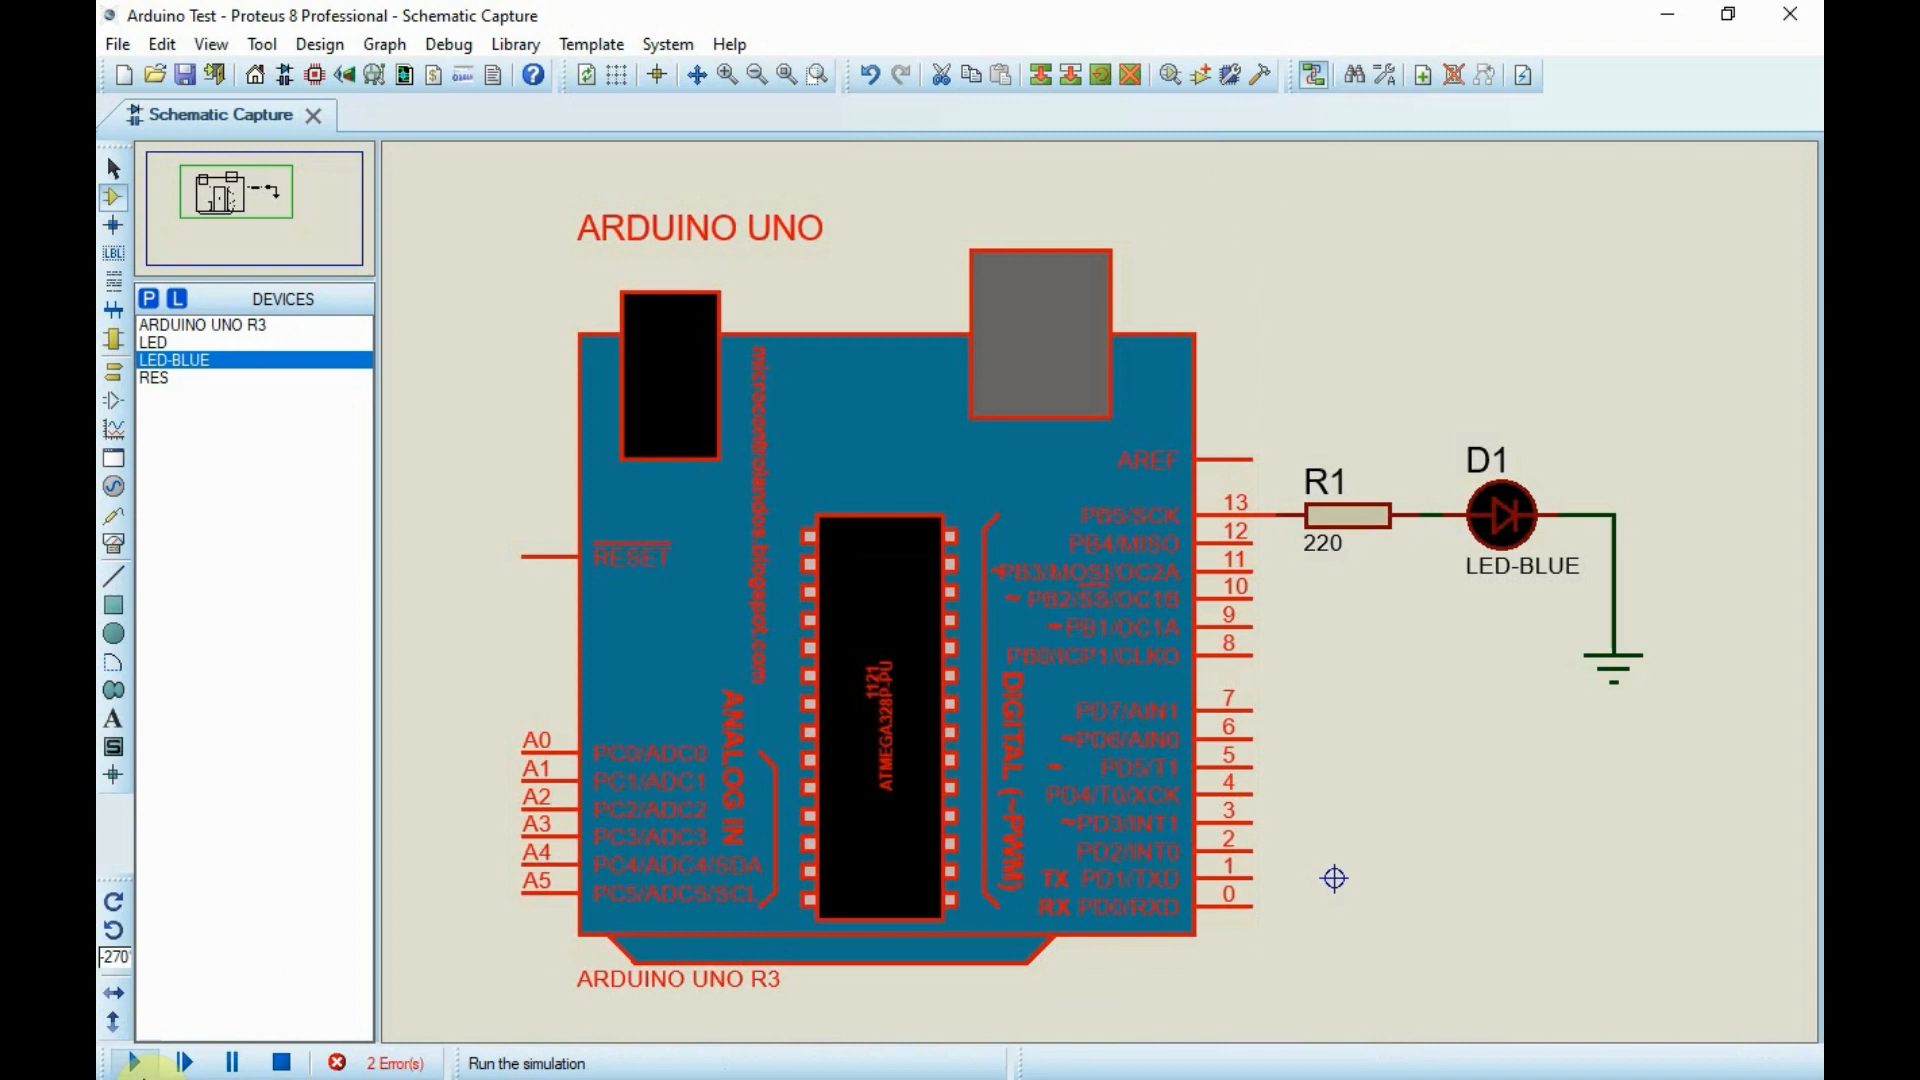 Arduino Test - Proteus 8 Professional - Schematic Capture
File Edit View Tool Design Graph Debug Library Template System Help
Schematic Capture
P L DEVICES
ARDUINO UNO R3
LED
LED-BLUE
RES
LBL
A
S
-270°
ARDUINO UNO
microcontrolandos.blogspot.com
RESET
A0 PC0/ADC0
A1 PC1/ADC1
A2 PC2/ADC2
A3 PC3/ADC3
A4 PC4/ADC4/SDA
A5 PC5/ADC5/SCL
ANALOG IN
1121
ATMEGA328P-PU
DIGITAL (~PWM)
AREF
PB5/SCK 13
PB4/MISO 12
~PB3/MOSI/OC2A 11
~ PB2/SS/OC1B 10
~PB1/OC1A 9
PB0/ICP1/CLKO 8
PD7/AIN1 7
~PD6/AIN0 6
~ PD5/T1 5
PD4/T0/XCK 4
~PD3/INT1 3
PD2/INT0 2
TX PD1/TXD 1
RX PD0/RXD 0
ARDUINO UNO R3
R1
220
D1
LED-BLUE
2 Error(s)
Run the simulation